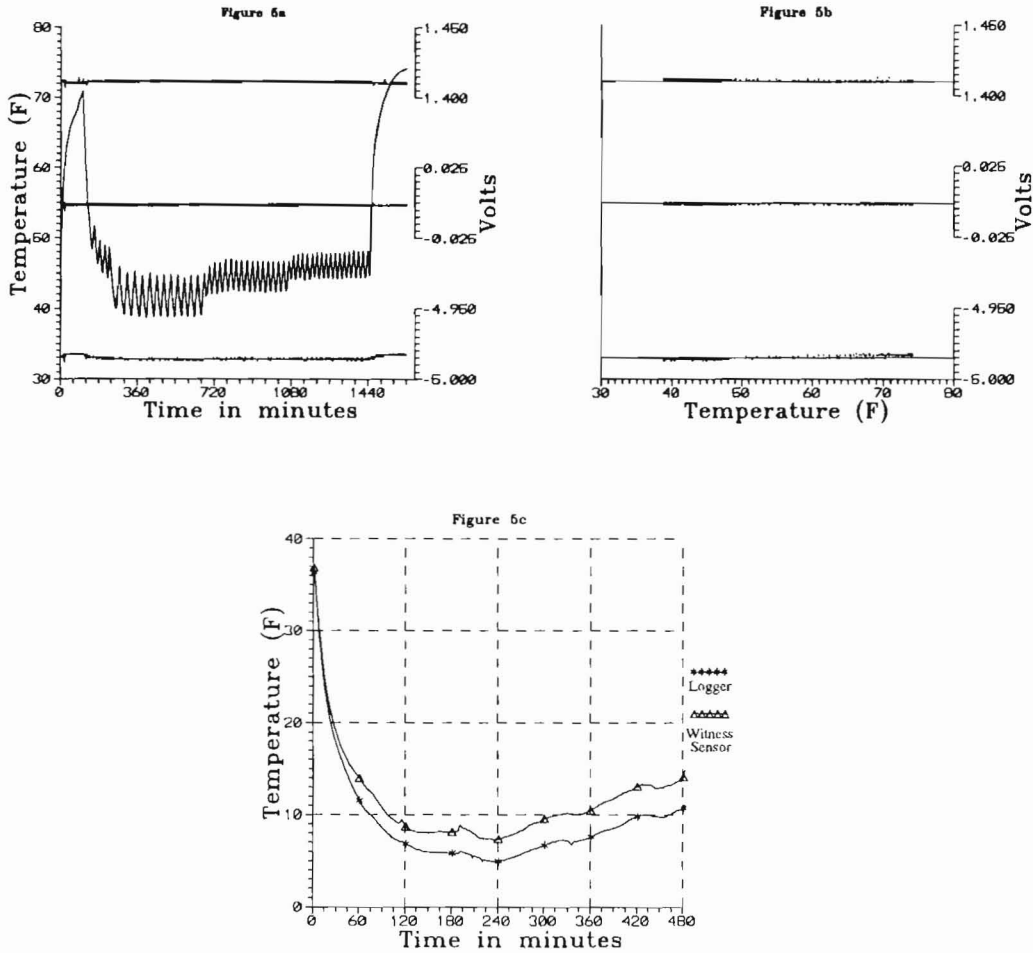 Figure 5a
Temperature (F)
80
70
60
50
40
30
0 360 720 1080 1440
Time in minutes
1.450
1.400
0.025
-0.025
-4.950
-5.000
Volts
Figure 5b
1.450
1.400
0.025
-0.025
-4.950
-5.000
Volts
30 40 50 60 70 80
Temperature (F)
Figure 5c
Temperature (F)
40
30
20
10
0
0 60 120 180 240 300 360 420 480
Time in minutes
Logger
Witness
Sensor